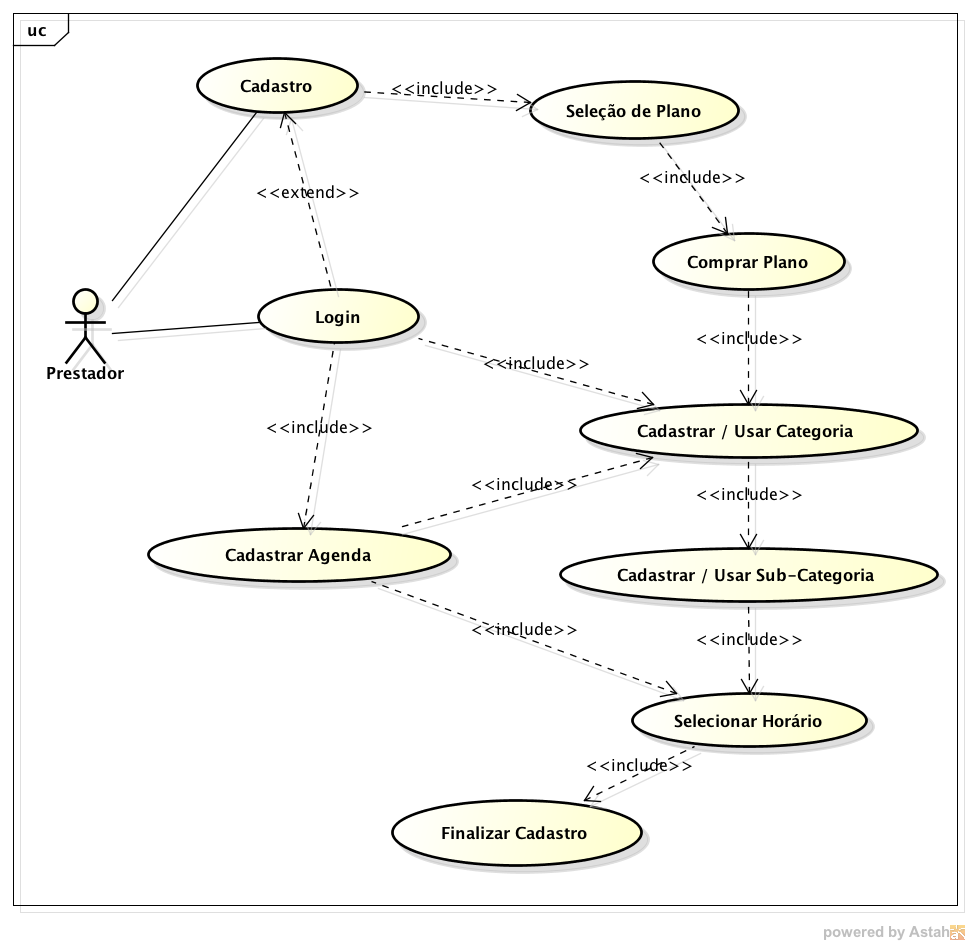 uc
Cadastro
<<include>>
Seleção de Plano
<<include>>
<<extend>>
Comprar Plano
Login
<<include>>
<<include>>
Prestador
<<include>>
Cadastrar / Usar Categoria
<<include>>
<<include>>
Cadastrar Agenda
Cadastrar / Usar Sub-Categoria
<<include>>
<<include>>
Selecionar Horário
<<include>>
Finalizar Cadastro
powered by Astah